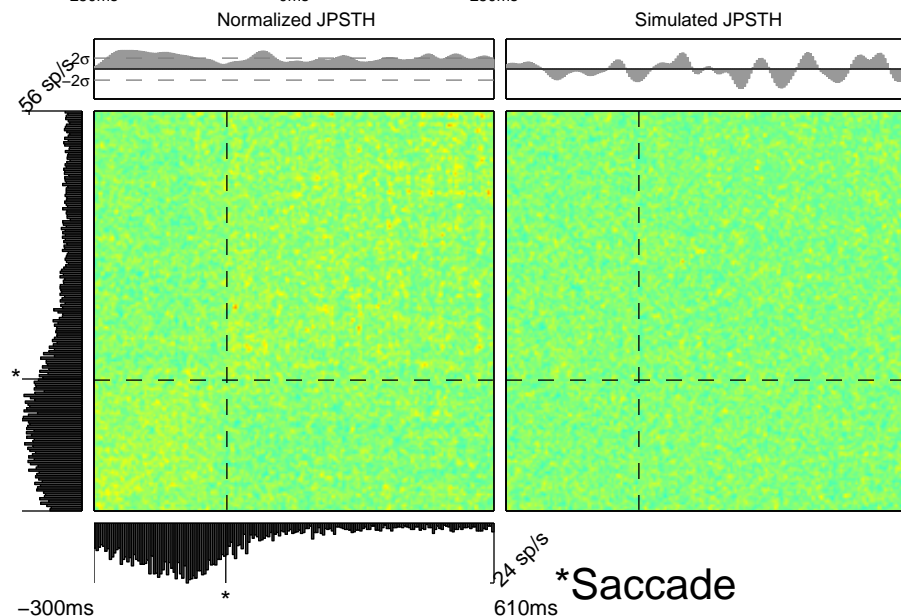 Normalized JPSTH Simulated JPSTH
2σ
−2σ
56 sp/s
*
24 sp/s
*
*Saccade
−300ms 610ms